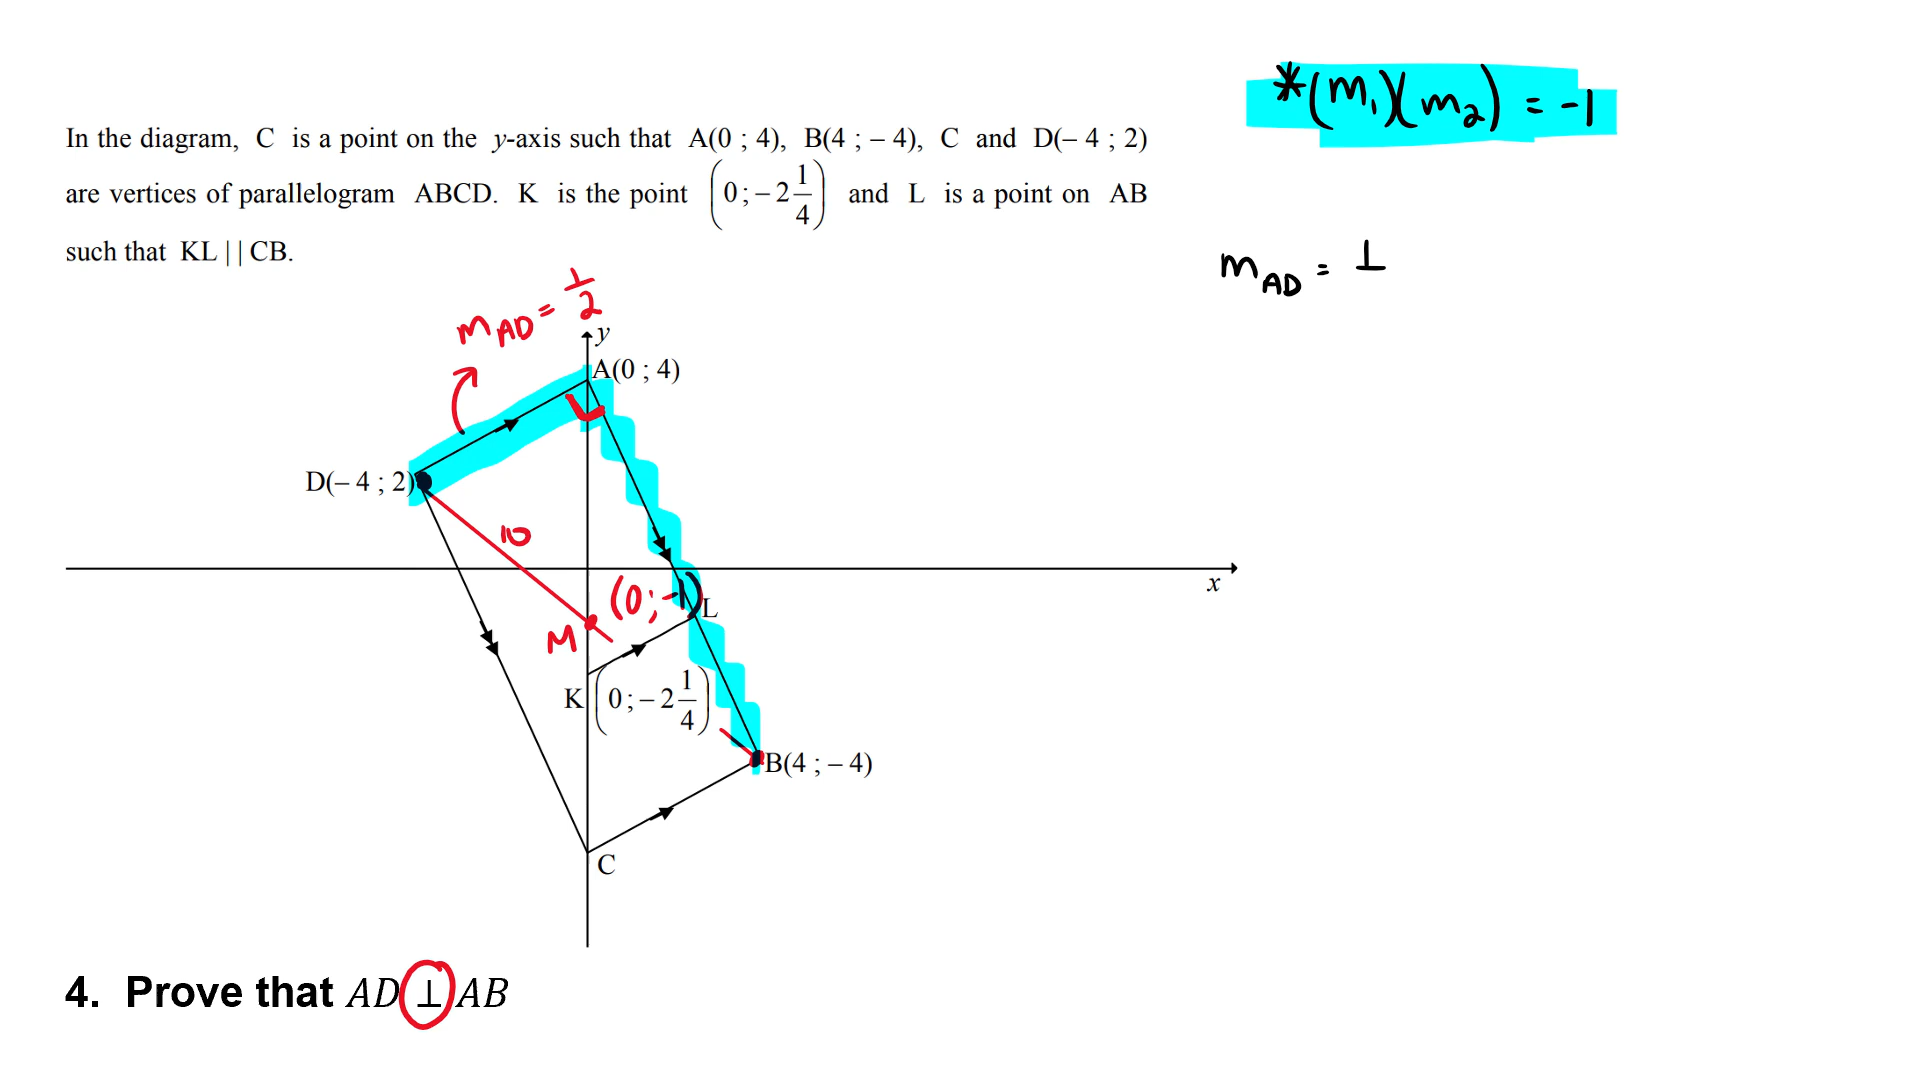 *(m₁)(m₂) = -1
In the diagram, C is a point on the y-axis such that A(0 ; 4), B(4 ; – 4), C and D(– 4 ; 2)
are vertices of parallelogram ABCD. K is the point (0 ; – 2 1/4) and L is a point on AB
such that KL || CB.
m_AD = 1
m_AD = 1/2
y
A(0 ; 4)
D(– 4 ; 2)
10
x
(0 ; -1)
L
M
K (0 ; – 2 1/4)
B(4 ; – 4)
C
4. Prove that AD ⊥ AB